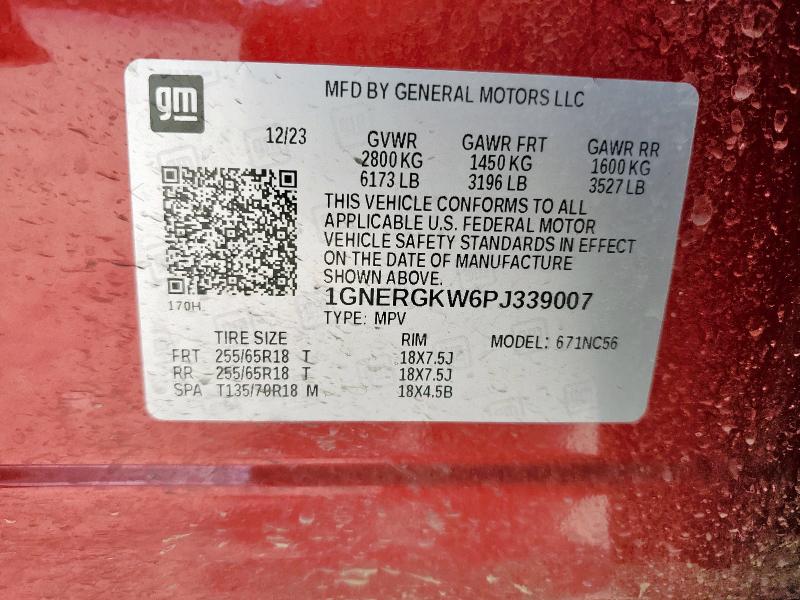 gm
MFD BY GENERAL MOTORS LLC
12/23 GVWR GAWR FRT GAWR RR
2800 KG 1450 KG 1600 KG
6173 LB 3196 LB 3527 LB
THIS VEHICLE CONFORMS TO ALL
APPLICABLE U.S. FEDERAL MOTOR
VEHICLE SAFETY STANDARDS IN EFFECT
ON THE DATE OF MANUFACTURE
SHOWN ABOVE.
170H
1GNERGKW6PJ339007
TYPE: MPV
TIRE SIZE RIM MODEL: 671NC56
FRT 255/65R18 T 18X7.5J
RR 255/65R18 T 18X7.5J
SPA T135/70R18 M 18X4.5B